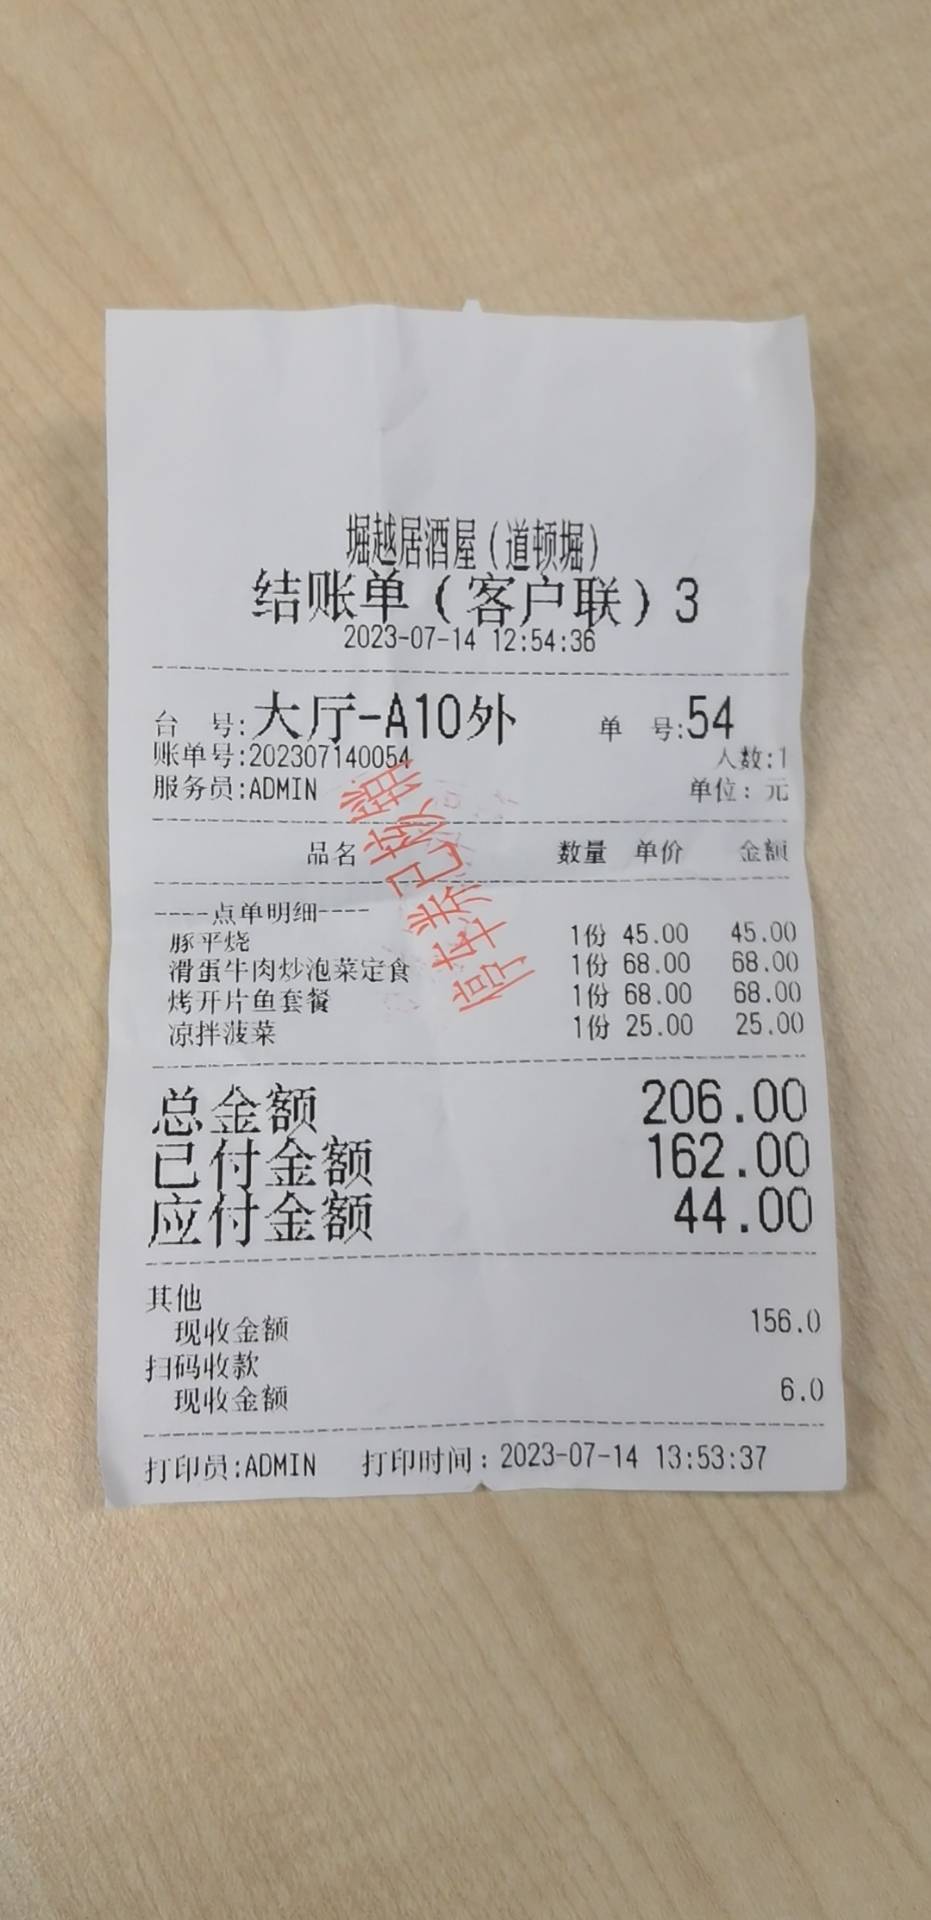 堀越居酒屋(道顿堀)
结账单(客户联)3
2023-07-14 12:54:36
台 号:大厅-A10外 单 号:54
账单号:202307140054 人数:1
服务员:ADMIN 单位: 元
品名 数量 单价 金额
----点单明细----
豚平烧 1份 45.00 45.00
滑蛋牛肉炒泡菜定食 1份 68.00 68.00
烤开片鱼套餐 1份 68.00 68.00
凉拌菠菜 1份 25.00 25.00
总金额 206.00
已付金额 162.00
应付金额 44.00
其他
现收金额 156.0
扫码收款
现收金额 6.0
打印员:ADMIN 打印时间: 2023-07-14 13:53:37
停车券已